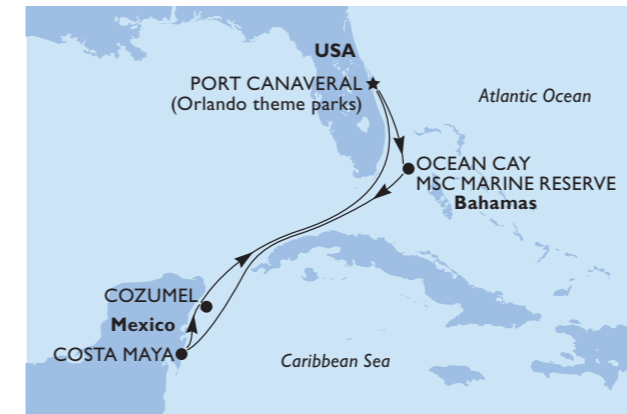 USA
PORT CANAVERAL
(Orlando theme parks)
Atlantic Ocean
OCEAN CAY
MSC MARINE RESERVE
Bahamas
COZUMEL
Mexico
COSTA MAYA
Caribbean Sea